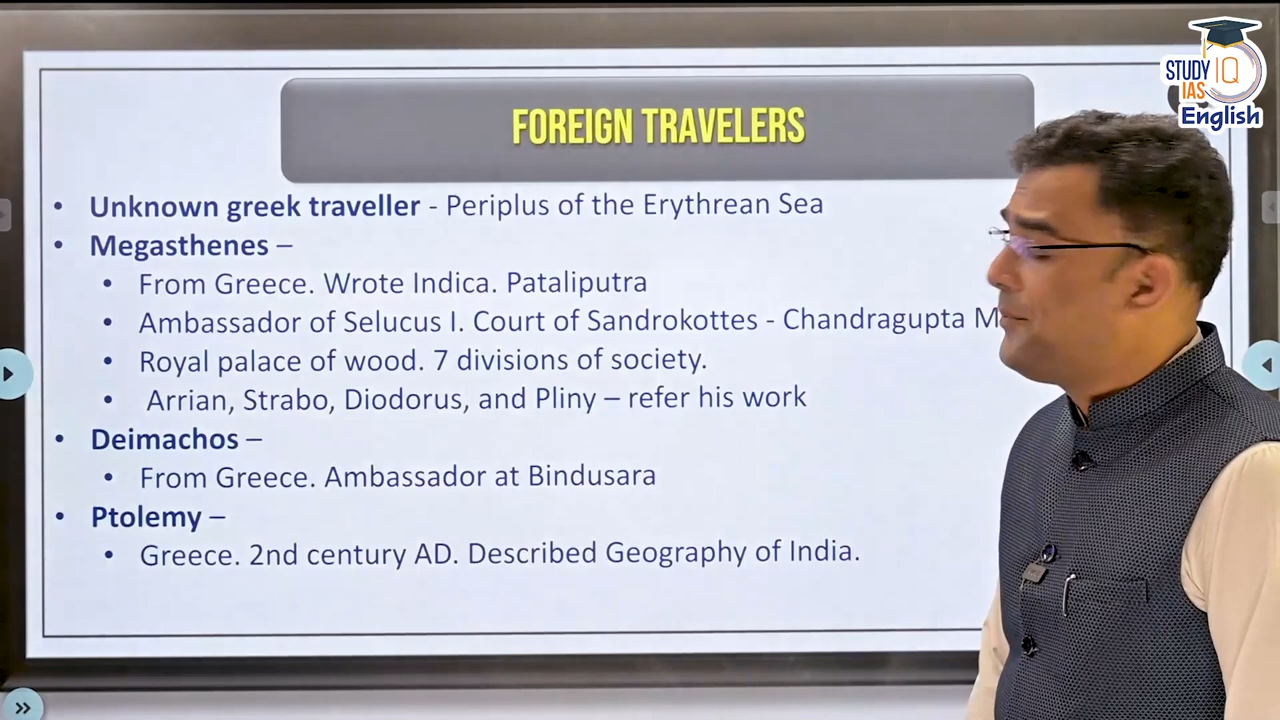 STUDY IQ
IAS
English
FOREIGN TRAVELERS
• Unknown greek traveller - Periplus of the Erythrean Sea
• Megasthenes –
• From Greece. Wrote Indica. Pataliputra
• Ambassador of Selucus I. Court of Sandrokottes - Chandragupta M
• Royal palace of wood. 7 divisions of society.
• Arrian, Strabo, Diodorus, and Pliny – refer his work
• Deimachos –
• From Greece. Ambassador at Bindusara
• Ptolemy –
• Greece. 2nd century AD. Described Geography of India.